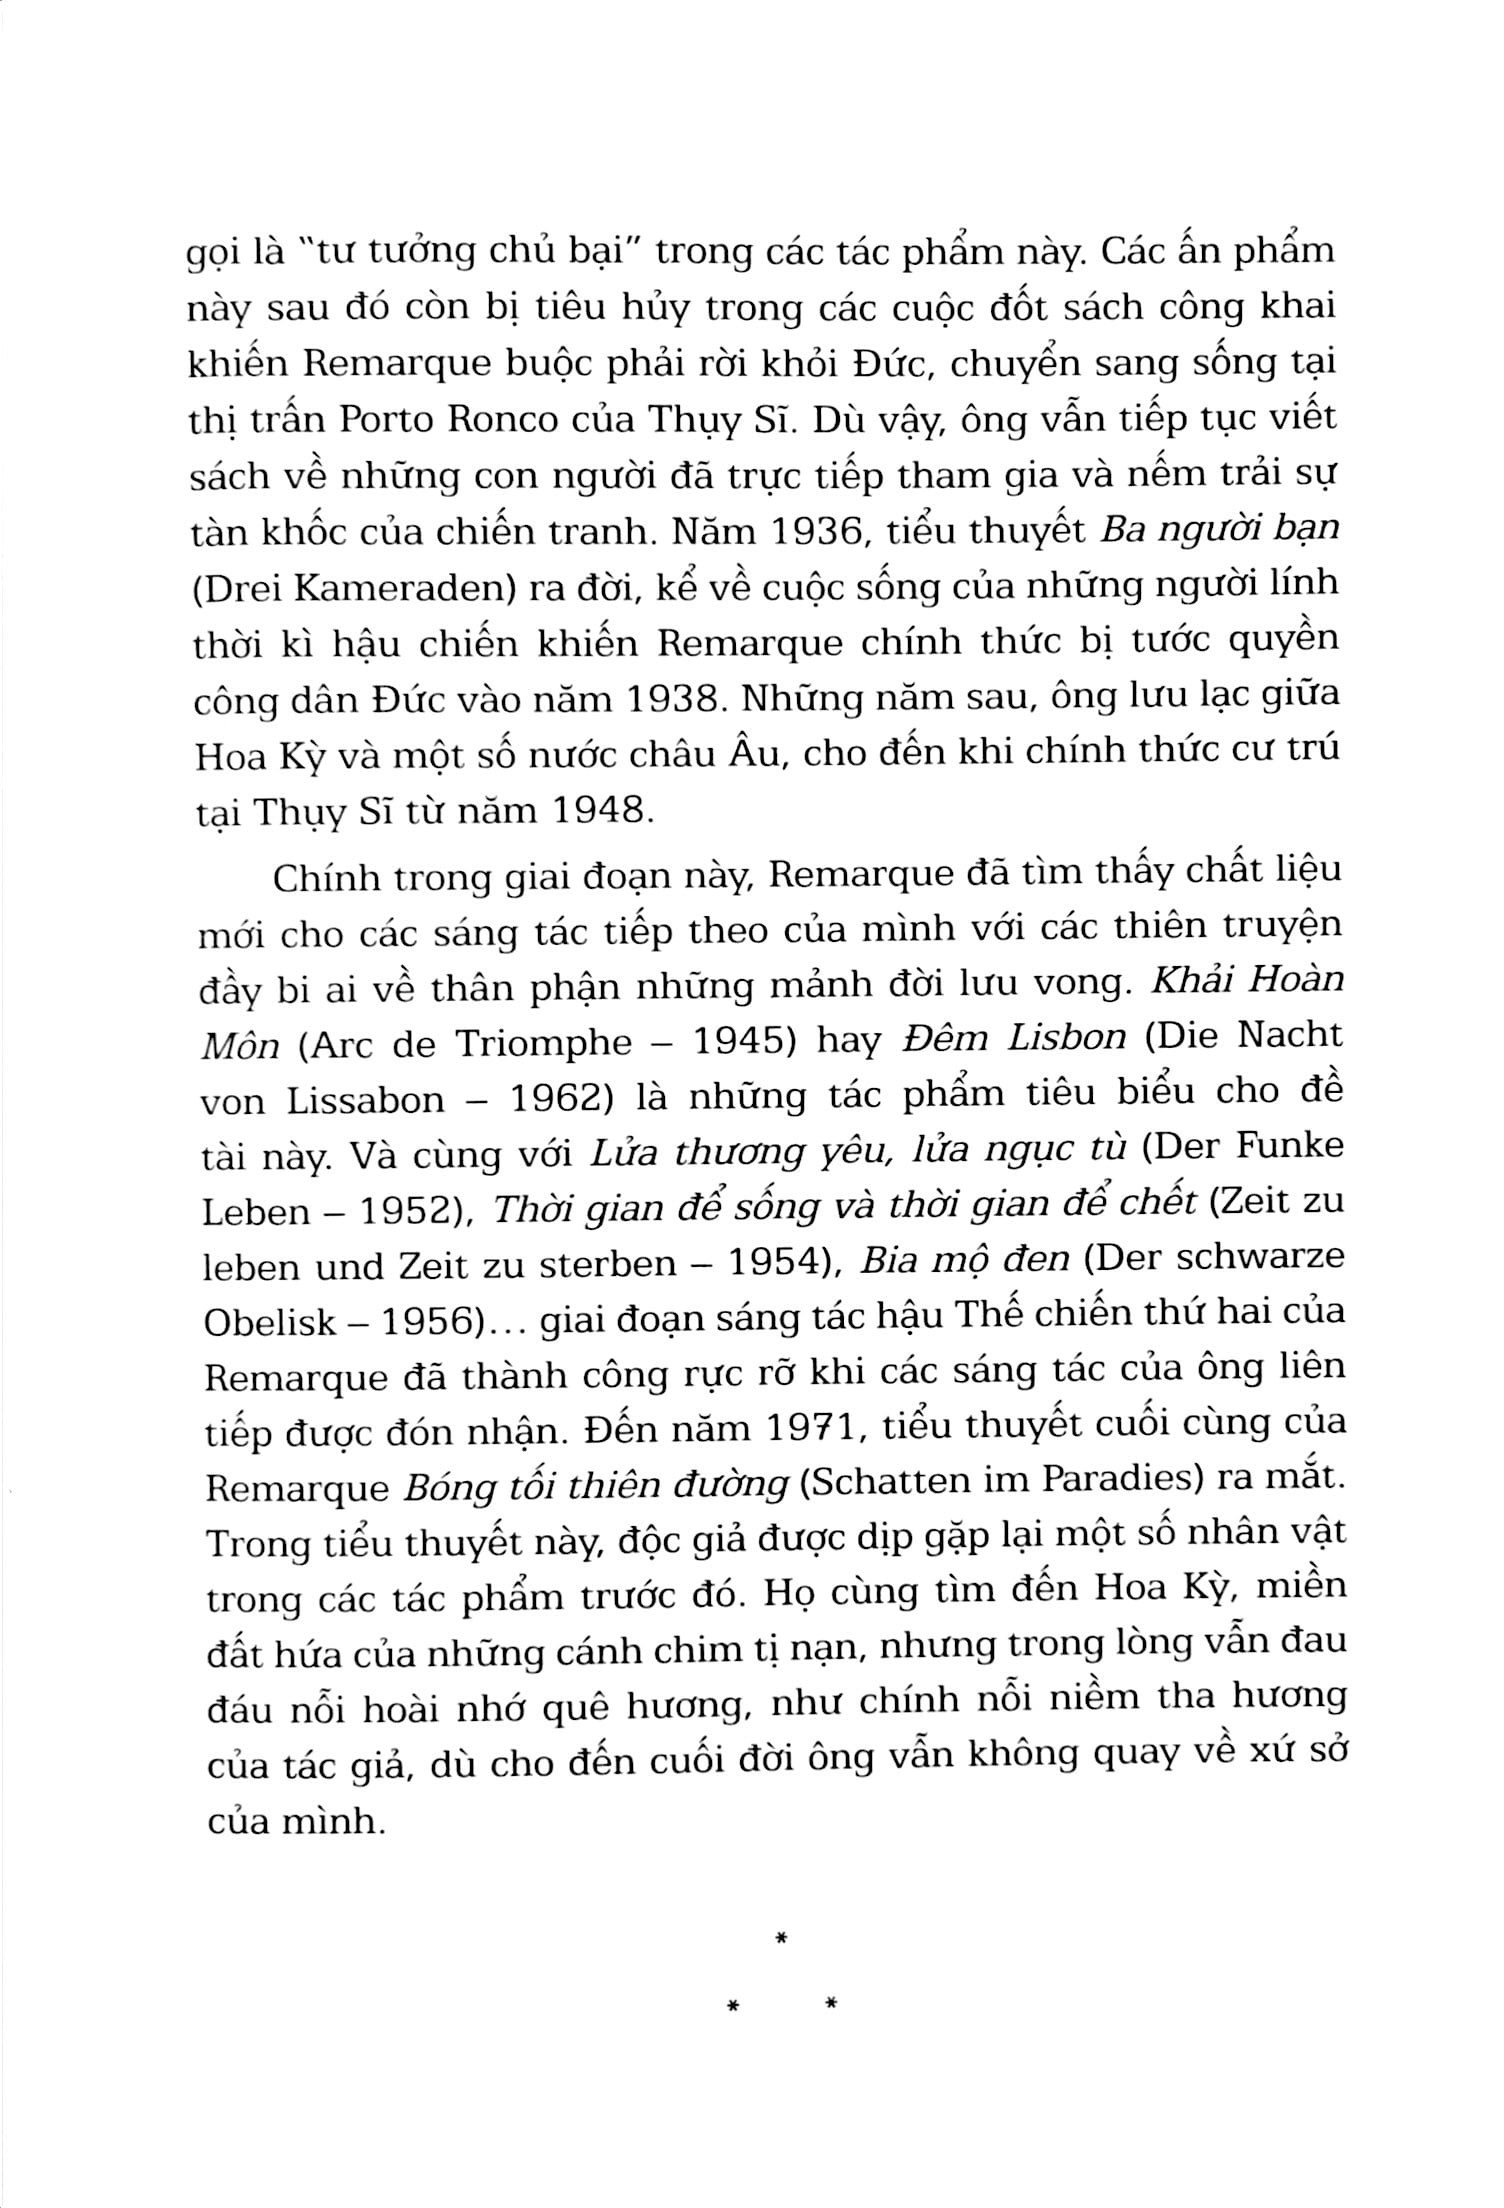 gọi là “tư tưởng chủ bại” trong các tác phẩm này. Các ấn phẩm
này sau đó còn bị tiêu hủy trong các cuộc đốt sách công khai
khiến Remarque buộc phải rời khỏi Đức, chuyển sang sống tại
thị trấn Porto Ronco của Thụy Sĩ. Dù vậy, ông vẫn tiếp tục viết
sách về những con người đã trực tiếp tham gia và nếm trải sự
tàn khốc của chiến tranh. Năm 1936, tiểu thuyết Ba người bạn
(Drei Kameraden) ra đời, kể về cuộc sống của những người lính
thời kì hậu chiến khiến Remarque chính thức bị tước quyền
công dân Đức vào năm 1938. Những năm sau, ông lưu lạc giữa
Hoa Kỳ và một số nước châu Âu, cho đến khi chính thức cư trú
tại Thụy Sĩ từ năm 1948.
Chính trong giai đoạn này, Remarque đã tìm thấy chất liệu
mới cho các sáng tác tiếp theo của mình với các thiên truyện
đầy bi ai về thân phận những mảnh đời lưu vong. Khải Hoàn
Môn (Arc de Triomphe – 1945) hay Đêm Lisbon (Die Nacht
von Lissabon – 1962) là những tác phẩm tiêu biểu cho đề
tài này. Và cùng với Lửa thương yêu, lửa ngục tù (Der Funke
Leben – 1952), Thời gian để sống và thời gian để chết (Zeit zu
leben und Zeit zu sterben – 1954), Bia mộ đen (Der schwarze
Obelisk – 1956)... giai đoạn sáng tác hậu Thế chiến thứ hai của
Remarque đã thành công rực rỡ khi các sáng tác của ông liên
tiếp được đón nhận. Đến năm 1971, tiểu thuyết cuối cùng của
Remarque Bóng tối thiên đường (Schatten im Paradies) ra mắt.
Trong tiểu thuyết này, độc giả được dịp gặp lại một số nhân vật
trong các tác phẩm trước đó. Họ cùng tìm đến Hoa Kỳ, miền
đất hứa của những cánh chim tị nạn, nhưng trong lòng vẫn đau
đáu nỗi hoài nhớ quê hương, như chính nỗi niềm tha hương
của tác giả, dù cho đến cuối đời ông vẫn không quay về xứ sở
của mình.
*
* *